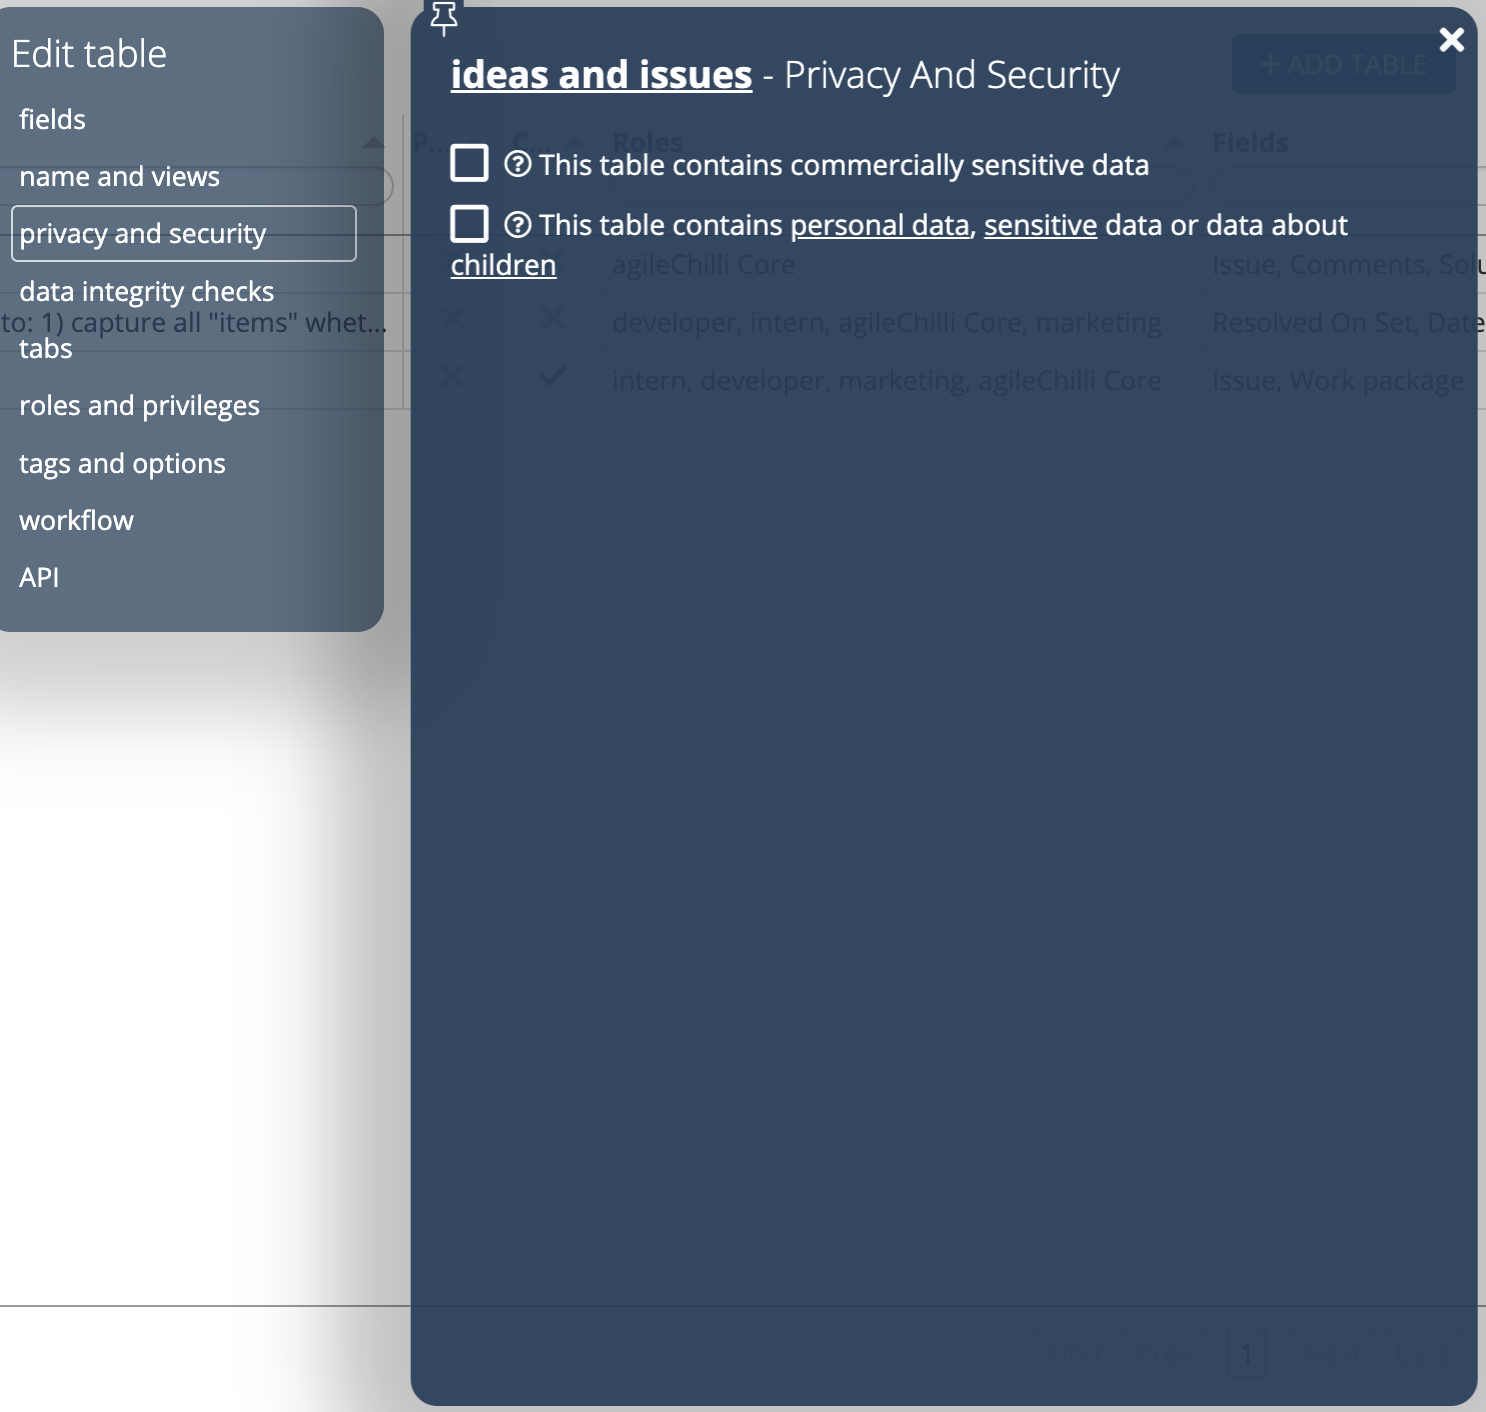 Edit table
fields
name and views
privacy and security
data integrity checks
to: 1) capture all "items" whet...
tabs
roles and privileges
tags and options
workflow
API
ideas and issues - Privacy And Security
+ ADD TABLE
P... C... Roles Fields
This table contains commercially sensitive data
This table contains personal data, sensitive data or data about
children
agileChilli Core Issue, Comments, Solu
developer, intern, agileChilli Core, marketing Resolved On Set, Date
intern, developer, marketing, agileChilli Core Issue, Work package
First Prev 1 Next Last